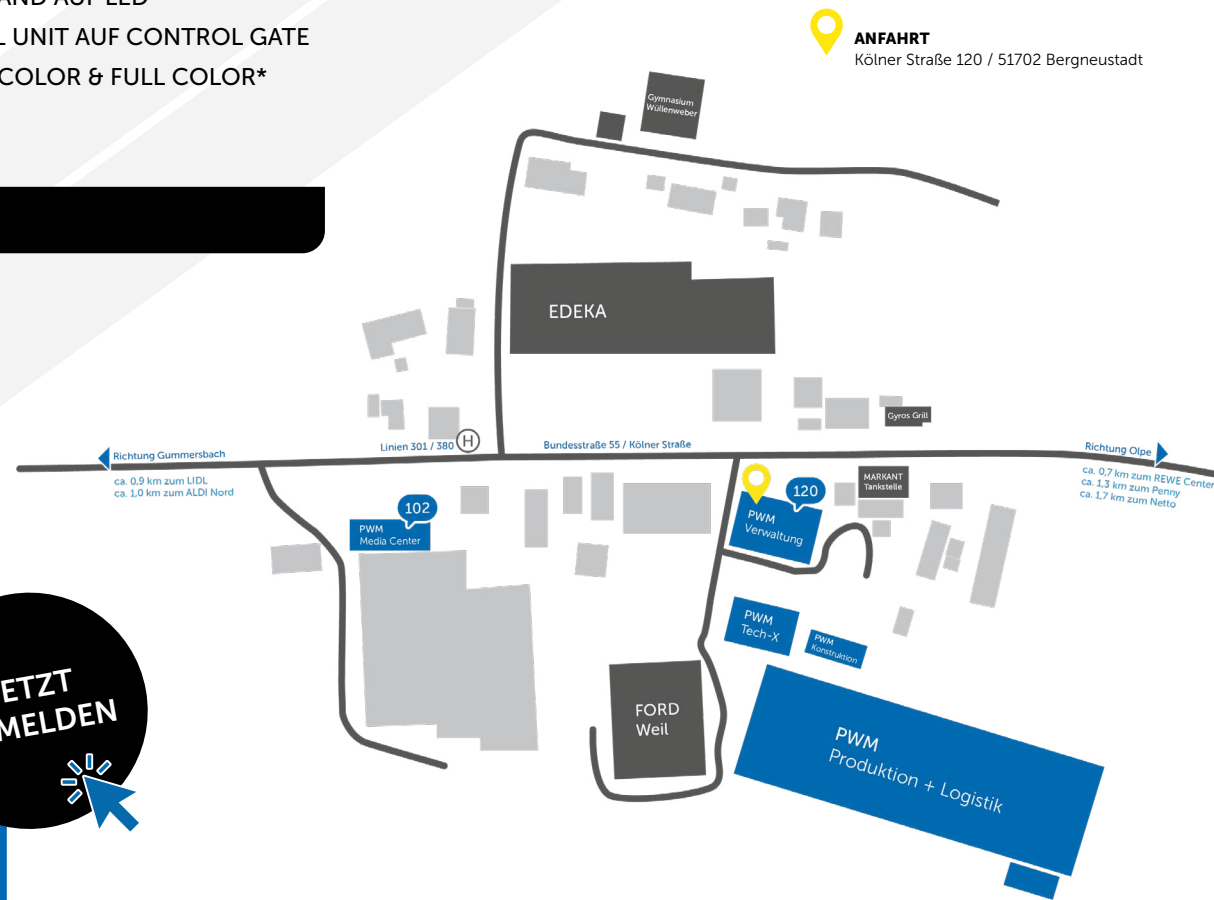 AND AUF LED
L UNIT AUF CONTROL GATE
COLOR & FULL COLOR*
ANFAHRT
Kölner Straße 120 / 51702 Bergneustadt
Gymnasium
Wüllenweber
EDEKA
Gyros Grill
Linien 301 / 380 H
Bundesstraße 55 / Kölner Straße
Richtung Gummersbach
ca. 0,9 km zum LIDL
ca. 1,0 km zum ALDI Nord
Richtung Olpe
ca. 0,7 km zum REWE Center
ca. 1,3 km zum Penny
ca. 1,7 km zum Netto
MARKANT
Tankstelle
102
PWM
Media Center
120
PWM
Verwaltung
PWM
Tech-X
PWM
Konstruktion
FORD
Weil
PWM
Produktion + Logistik
ETZT
MELDEN